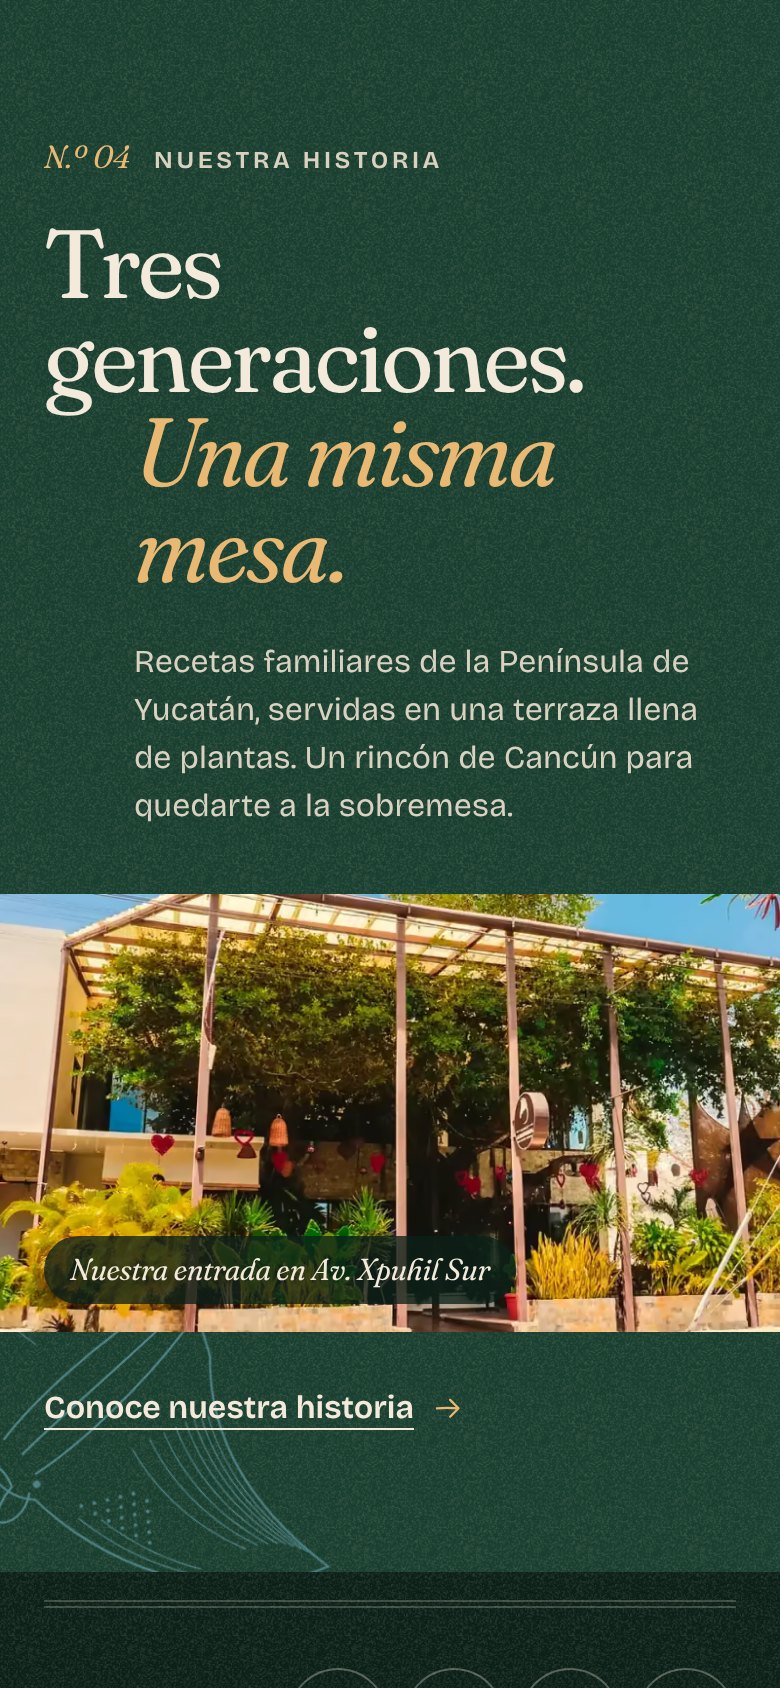 N.º 04 NUESTRA HISTORIA
Tres
generaciones.
Una misma
mesa.
Recetas familiares de la Península de
Yucatán, servidas en una terraza llena
de plantas. Un rincón de Cancún para
quedarte a la sobremesa.
Nuestra entrada en Av. Xpuhil Sur
Conoce nuestra historia →